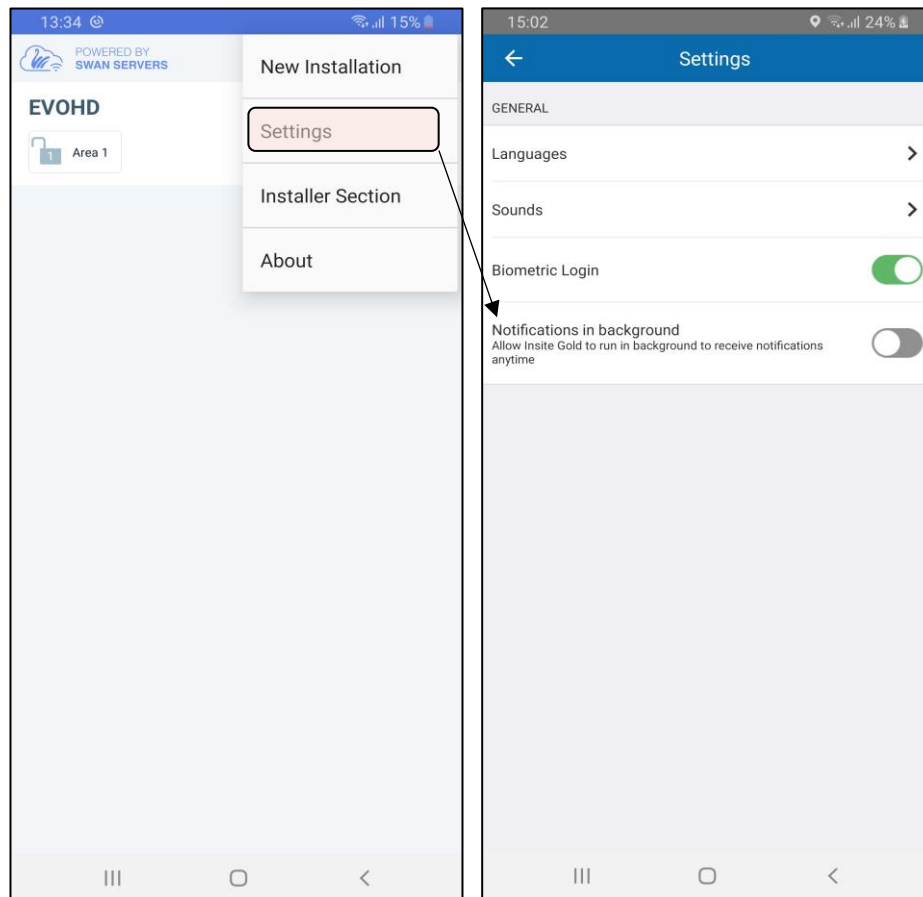 13:34 15%
POWERED BY
SWAN SERVERS
EVOHD
1 Area 1
New Installation
Settings
Installer Section
About
15:02 24%
Settings
GENERAL
Languages
Sounds
Biometric Login
Notifications in background
Allow Insite Gold to run in background to receive notifications
anytime